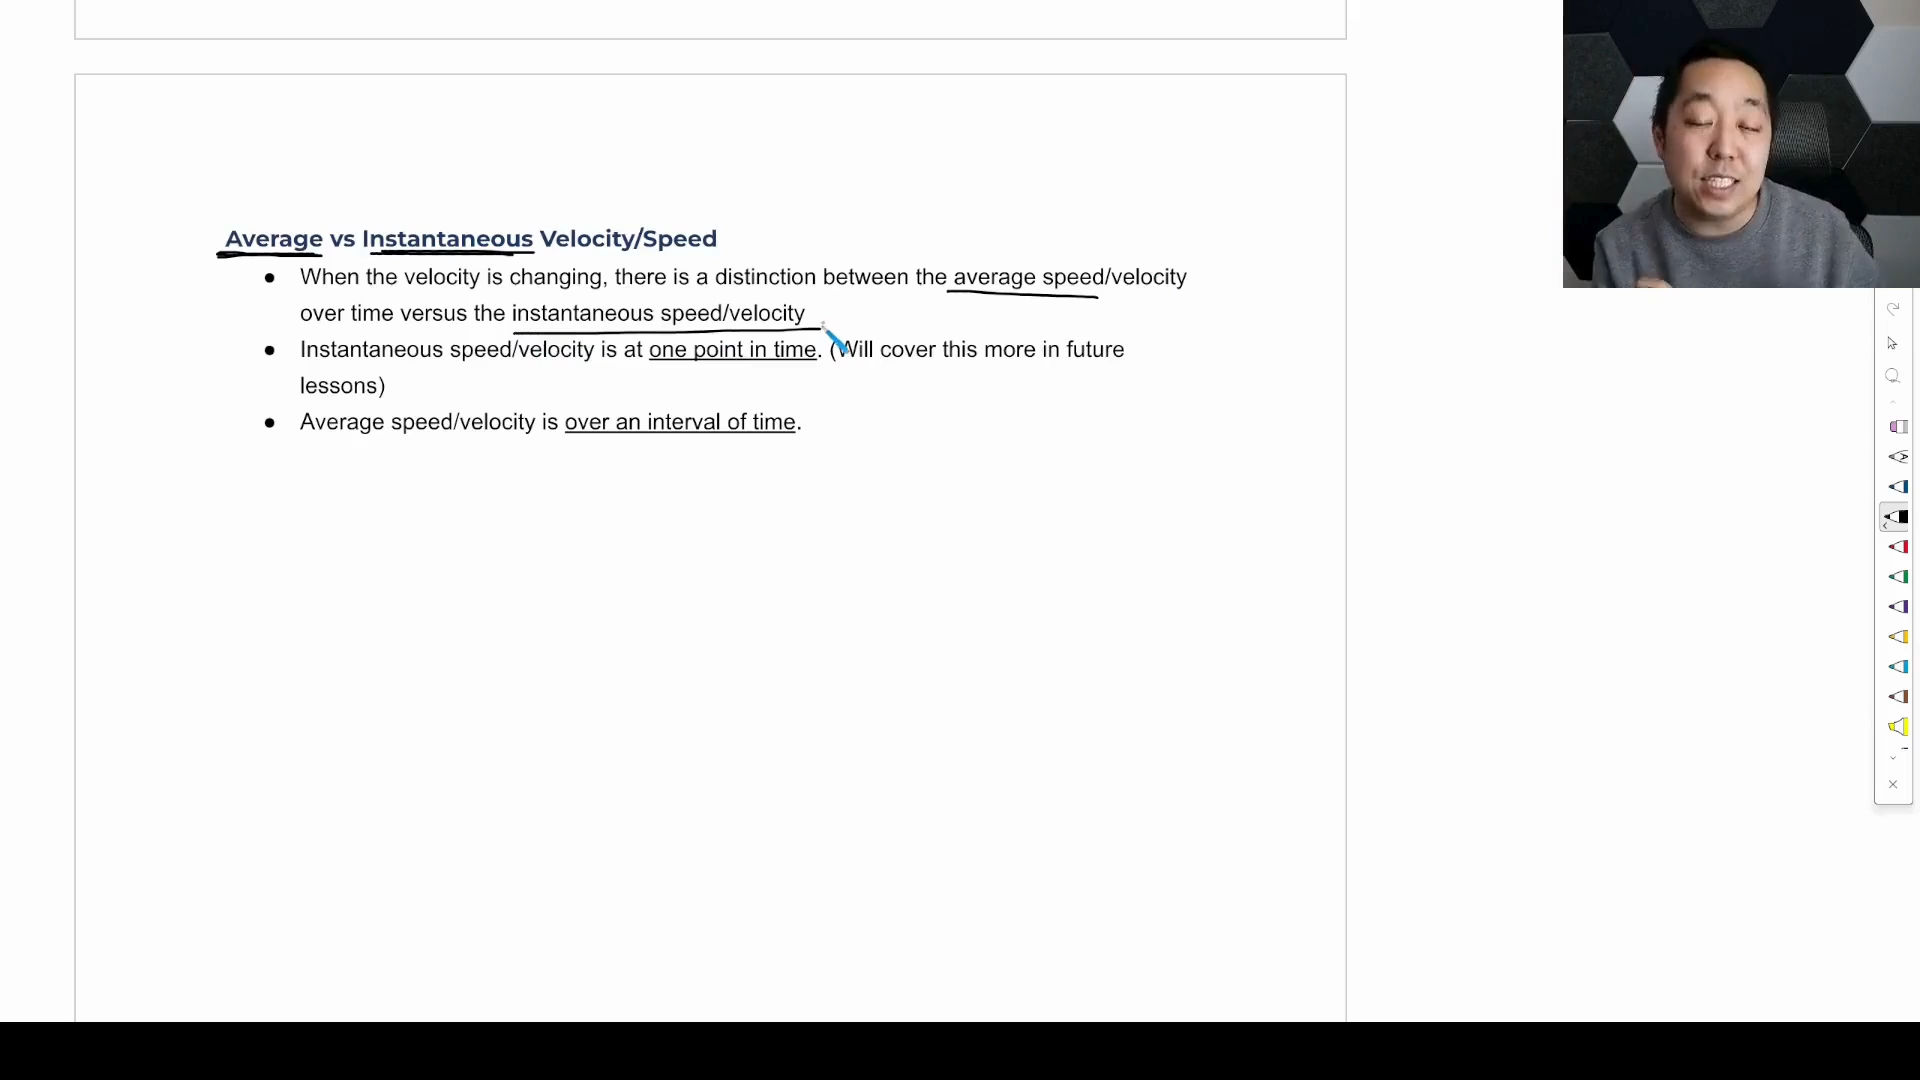 Average vs Instantaneous Velocity/Speed
● When the velocity is changing, there is a distinction between the average speed/velocity
over time versus the instantaneous speed/velocity
● Instantaneous speed/velocity is at one point in time. (Will cover this more in future
lessons)
● Average speed/velocity is over an interval of time.